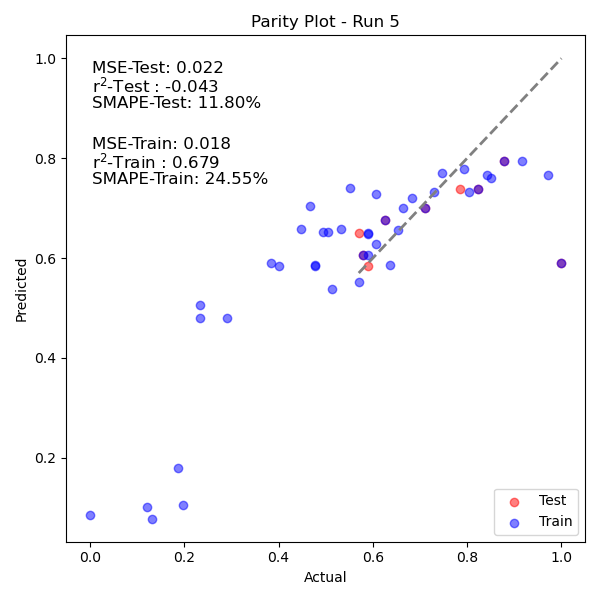 Parity Plot - Run 5
MSE-Test: 0.022
r²-Test : -0.043
SMAPE-Test: 11.80%
MSE-Train: 0.018
r²-Train : 0.679
SMAPE-Train: 24.55%
1.0
0.8
0.6
0.4
0.2
Predicted
Test
Train
0.0 0.2 0.4 0.6 0.8 1.0
Actual